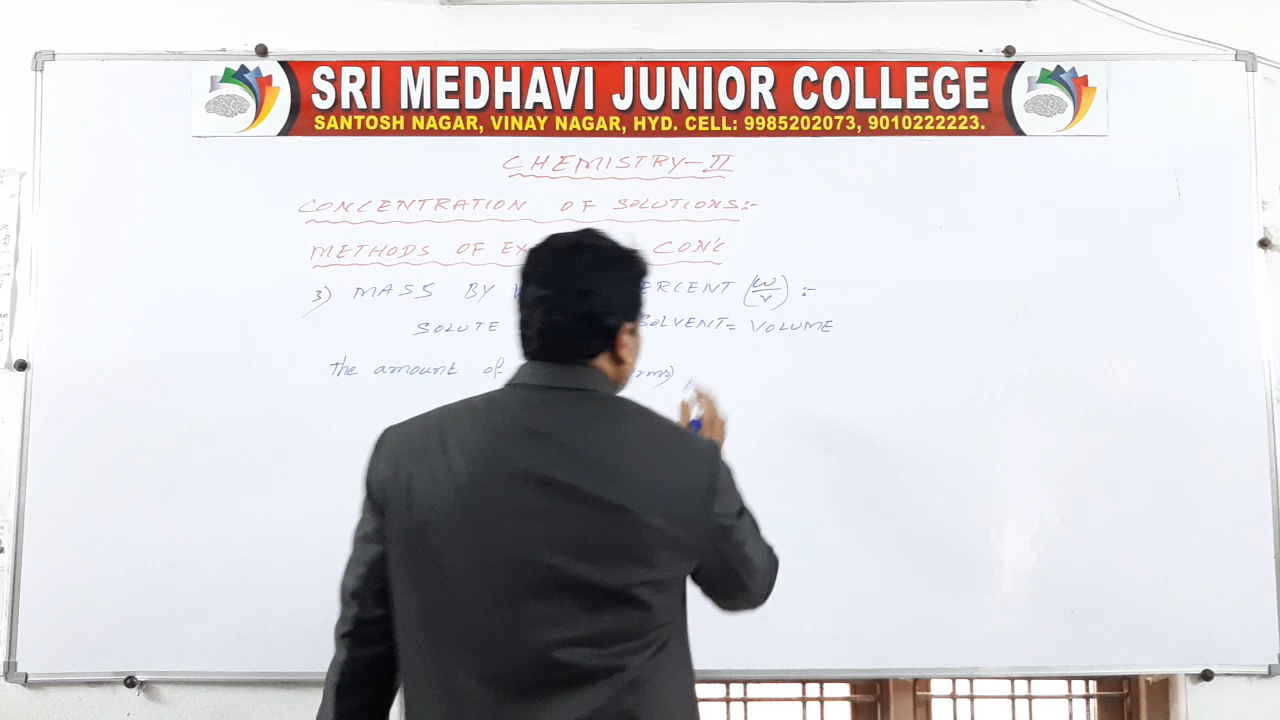 SRI MEDHAVI JUNIOR COLLEGE
SANTOSH NAGAR, VINAY NAGAR, HYD. CELL: 9985202073, 9010222223.
CHEMISTRY-II
CONCENTRATION OF SOLUTIONS:-
METHODS OF EX CONC
3) MASS BY ERCENT (w/v) :-
SOLUTE SOLVENT= VOLUME
the amount of rms)